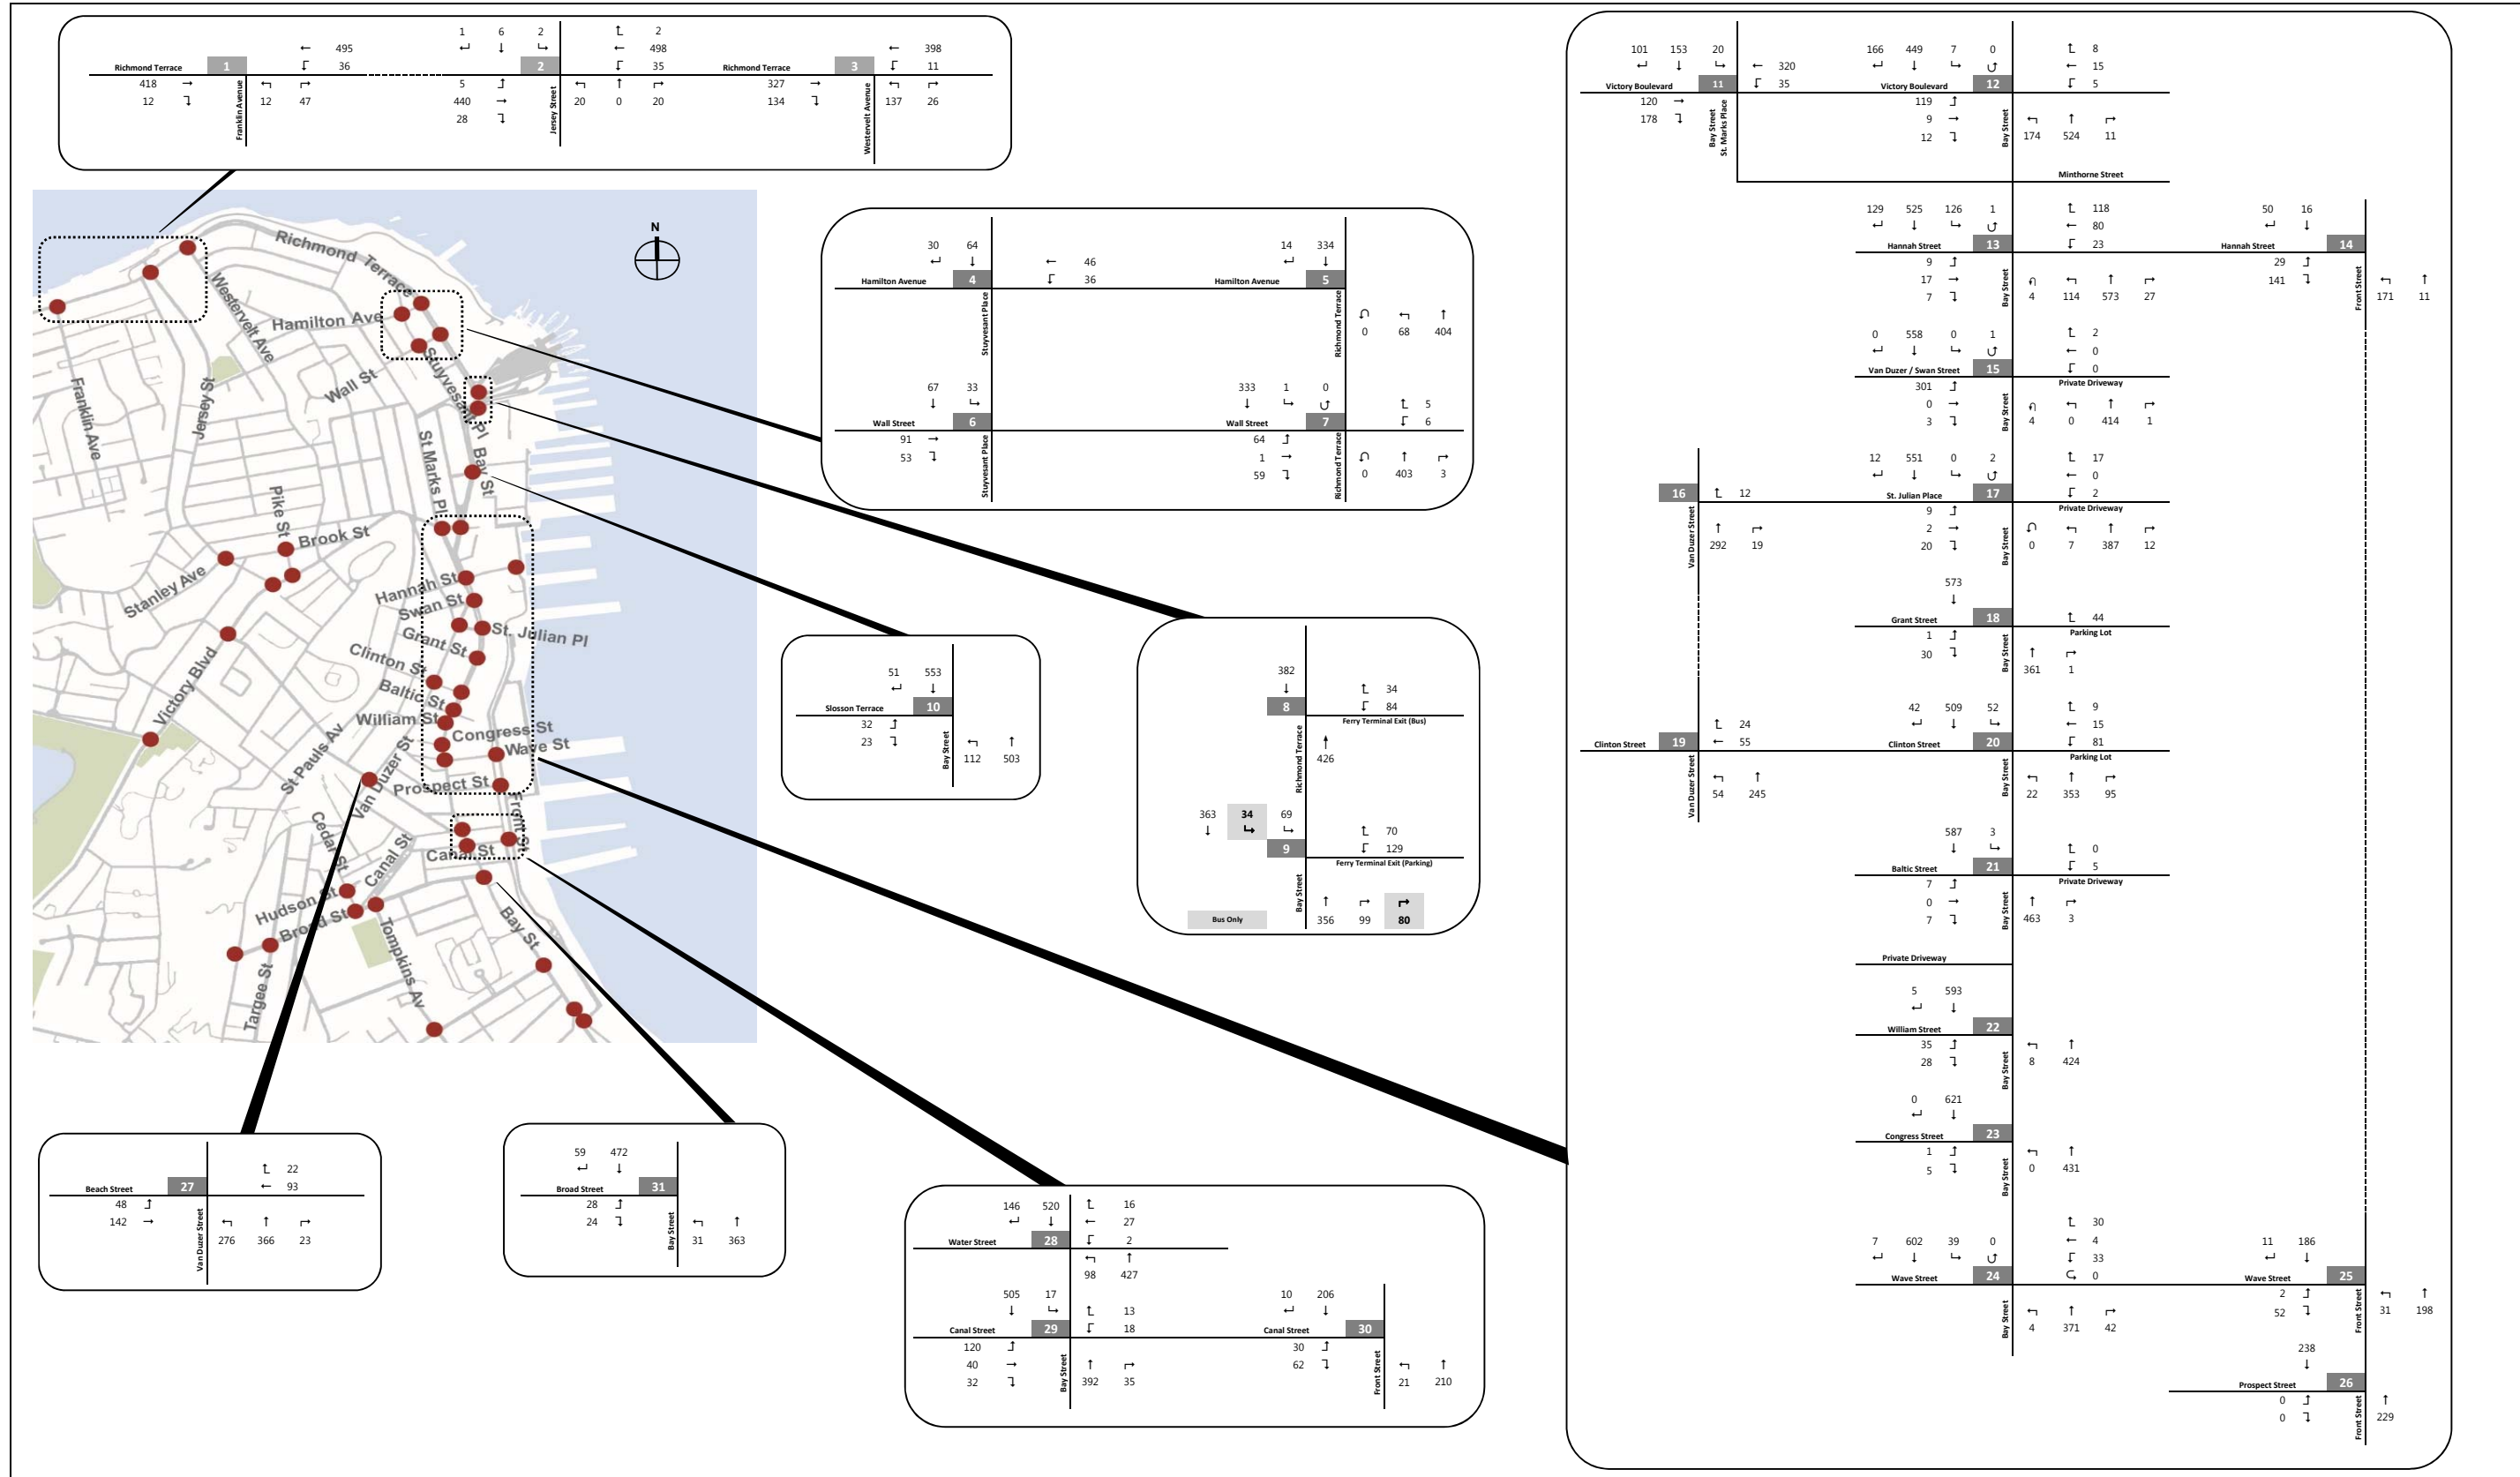 495
36
Richmond Terrace 1
418
12
Franklin Avenue
12 47
1 6 2
2
498
35
2
5
440
28
Jersey Street
20 0 20
398
11
Richmond Terrace 3
327
134
Westervelt Avenue
137 26
N
Richmond Terrace
Westervelt Ave
Hamilton Ave
Stuyvesant Pl
Wall St
Franklin Ave
Jersey St
St Marks Pl
Bay St
Pike St
Brook St
Stanley Ave
Hannah St
Swan St
St. Julian Pl
Grant St
Clinton St
Baltic St
William St
Congress St
Wave St
Victory Blvd
St Pauls Av
Van Duzer St
Prospect St
Front St
Cedar St
Canal St
Canal St
Hudson St
Broad St
Targee St
Tompkins Av
Bay St
30 64
46
36
Hamilton Avenue 4
Stuyvesant Place
14 334
Hamilton Avenue 5
Richmond Terrace
0 68 404
67 33
Wall Street 6
91
53
Stuyvesant Place
333 1 0
5
6
Wall Street 7
64
1
59
Richmond Terrace
0 403 3
51 553
Slosson Terrace 10
32
23
Bay Street
112 503
382
34
84
8
Ferry Terminal Exit (Bus)
Richmond Terrace
426
363 34 69
70
129
9
Ferry Terminal Exit (Parking)
Bay Street
356 99 80
Bus Only
101 153 20
320
35
Victory Boulevard 11
120
178
Bay Street
St. Marks Place
166 449 7 0
8
15
5
Victory Boulevard 12
119
9
12
Bay Street
174 524 11
Minthorne Street
129 525 126 1
118
80
23
Hannah Street 13
9
17
7
Bay Street
4 114 573 27
50 16
Hannah Street 14
29
141
Front Street
171 11
0 558 0 1
2
0
0
Van Duzer / Swan Street 15
Private Driveway
301
0
3
Bay Street
4 0 414 1
16
12
Van Duzer Street
292 19
12 551 0 2
17
0
2
St. Julian Place 17
Private Driveway
9
2
20
Bay Street
0 7 387 12
573
44
Grant Street 18
Parking Lot
1
30
Bay Street
361 1
24
55
Clinton Street 19
Van Duzer Street
54 245
42 509 52
9
15
81
Clinton Street 20
Parking Lot
Bay Street
22 353 95
587 3
0
5
Baltic Street 21
Private Driveway
7
0
7
Bay Street
463 3
Private Driveway
5 593
William Street 22
35
28
Bay Street
8 424
0 621
Congress Street 23
1
5
Bay Street
0 431
7 602 39 0
30
4
33
0
Wave Street 24
Bay Street
4 371 42
11 186
Wave Street 25
2
52
Front Street
31 198
238
Prospect Street 26
0
0
Front Street
229
22
93
Beach Street 27
48
142
Van Duzer Street
276 366 23
59 472
Broad Street 31
28
24
Bay Street
31 363
146 520
16
27
2
Water Street 28
98 427
505 17
13
18
Canal Street 29
120
40
32
Bay Street
392 35
10 206
Canal Street 30
30
62
Front Street
21 210